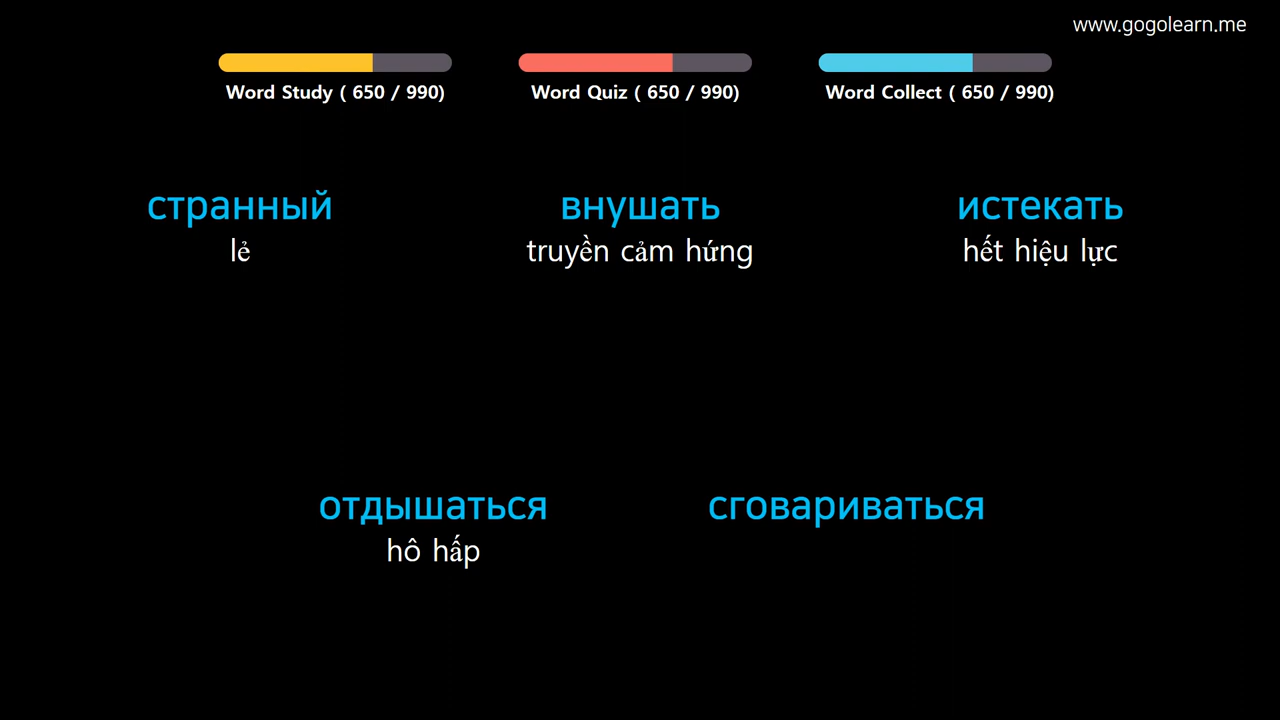 www.gogolearn.me
Word Study ( 650 / 990)
Word Quiz ( 650 / 990)
Word Collect ( 650 / 990)
странный
lẻ
внушать
truyền cảm hứng
истекать
hết hiệu lực
отдышаться
hô hấp
сговариваться